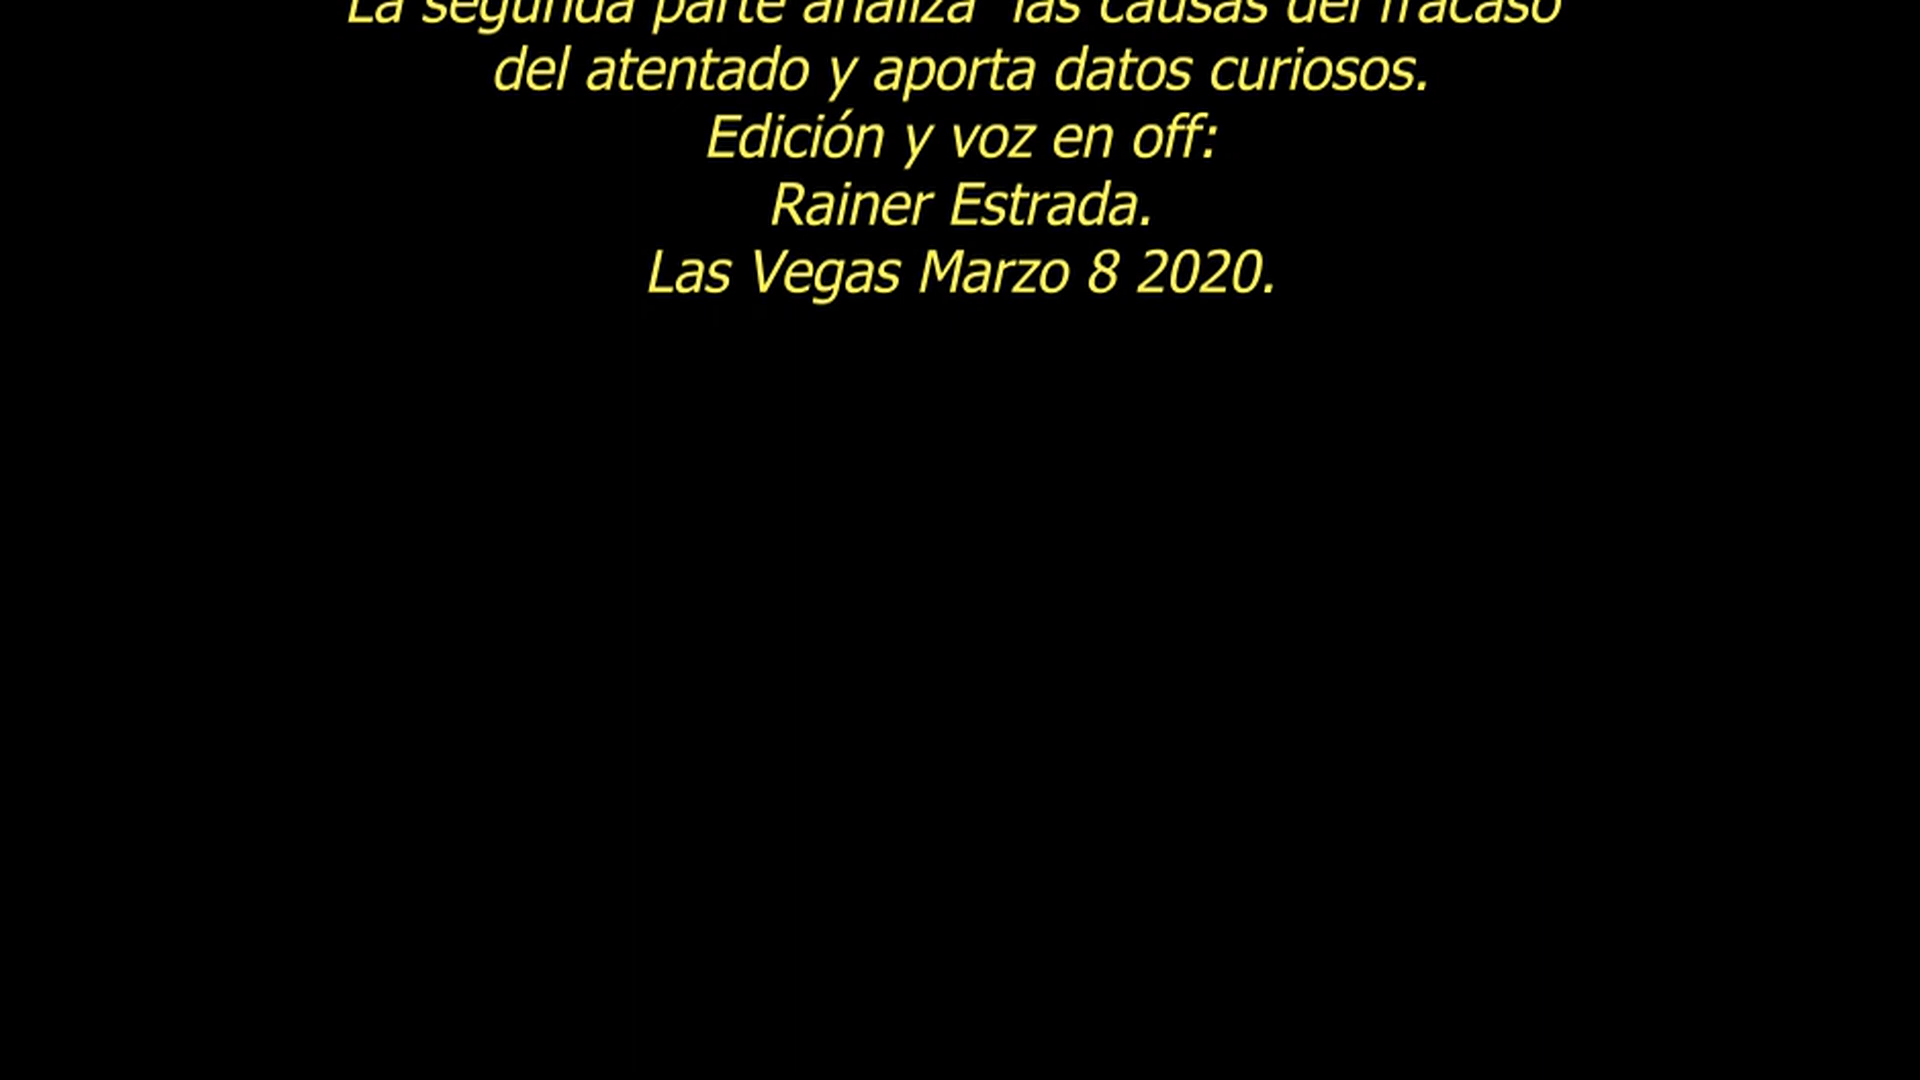 La segunda parte analiza las causas del fracaso
del atentado y aporta datos curiosos.
Edición y voz en off:
Rainer Estrada.
Las Vegas Marzo 8 2020.